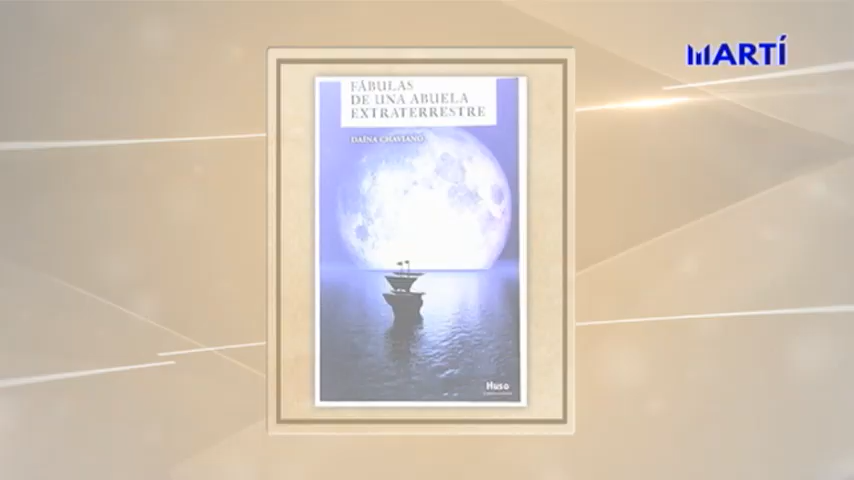 MARTÍ
FÁBULAS
DE UNA ABUELA
EXTRATERRESTRE
DAÍNA CHAVIANO
Huso